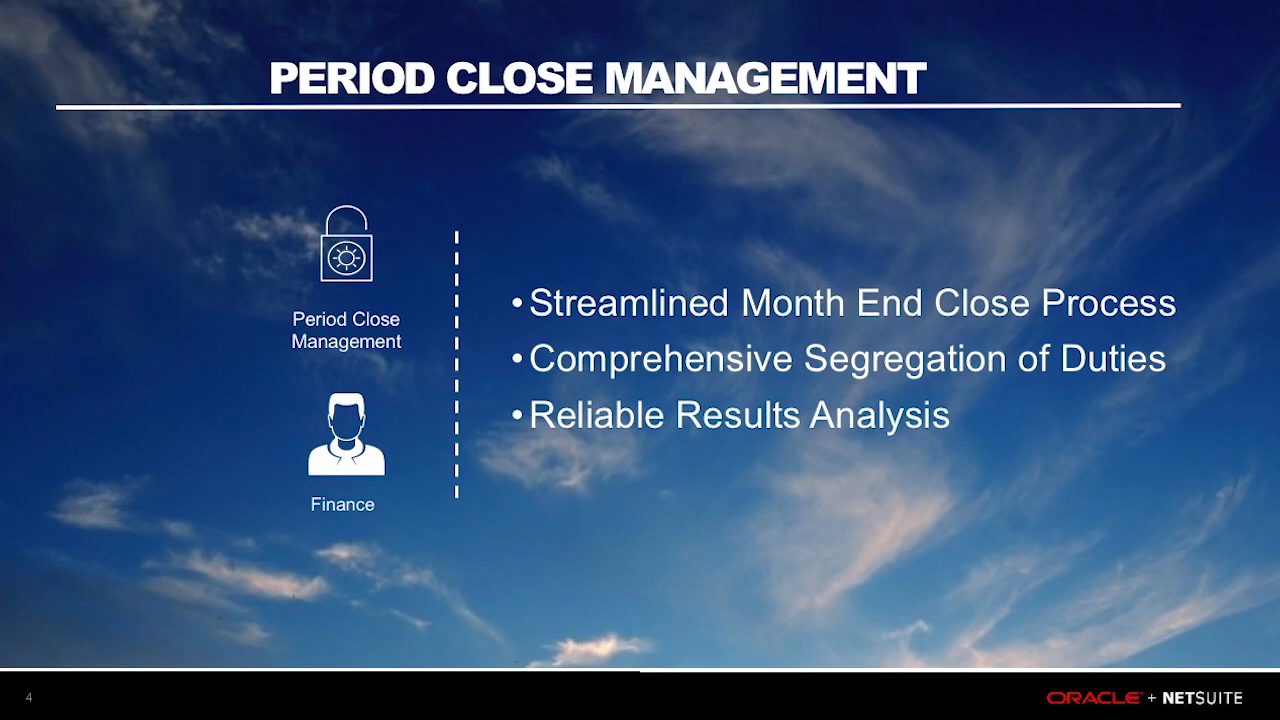 PERIOD CLOSE MANAGEMENT
Period Close
Management
Finance
• Streamlined Month End Close Process
• Comprehensive Segregation of Duties
• Reliable Results Analysis
4
ORACLE + NETSUITE